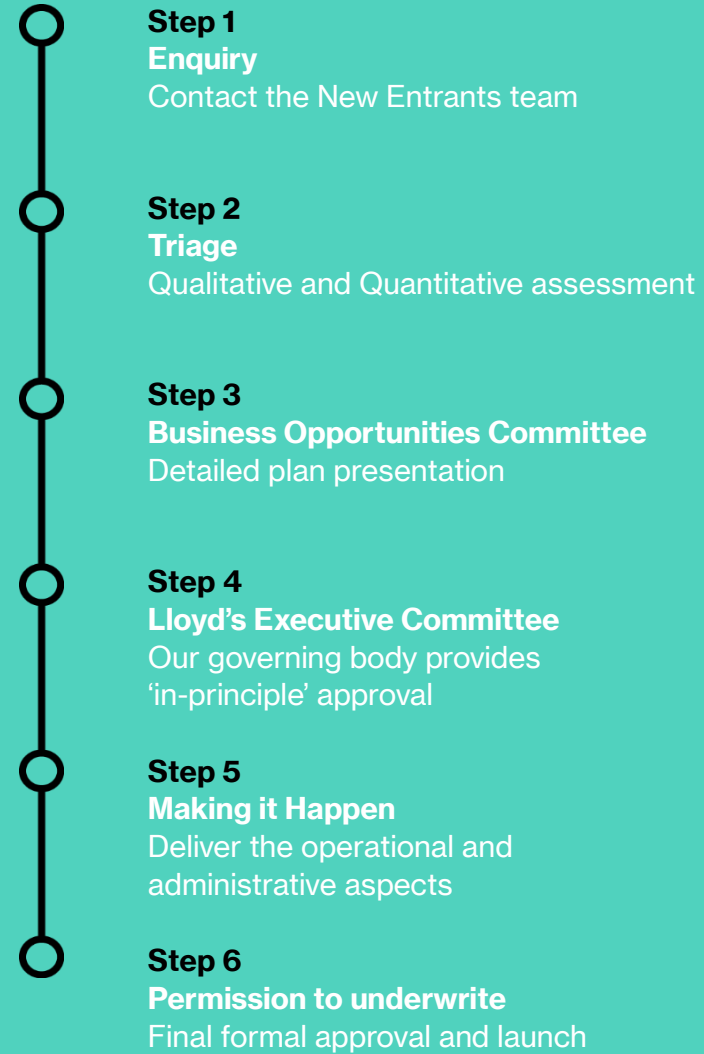 Step 1
Enquiry
Contact the New Entrants team
Step 2
Triage
Qualitative and Quantitative assessment
Step 3
Business Opportunities Committee
Detailed plan presentation
Step 4
Lloyd’s Executive Committee
Our governing body provides
‘in-principle’ approval
Step 5
Making it Happen
Deliver the operational and
administrative aspects
Step 6
Permission to underwrite
Final formal approval and launch